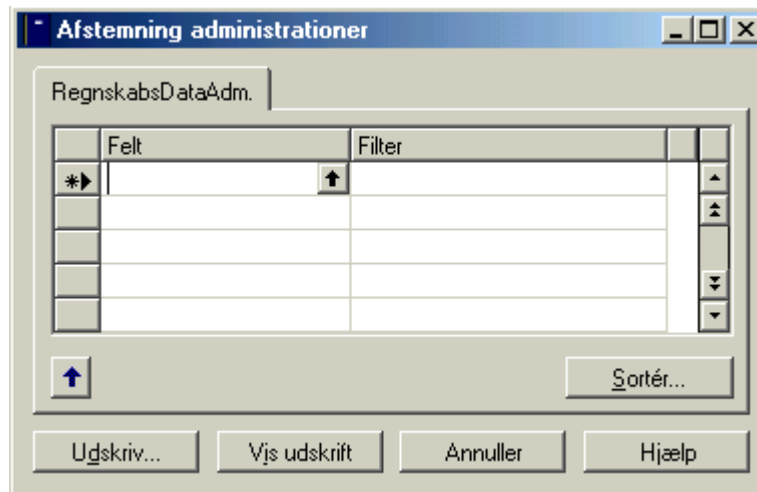 Afstemning administrationer
RegnskabsDataAdm.
Felt Filter
Sortér...
Udskriv... Vis udskrift Annuller Hjælp